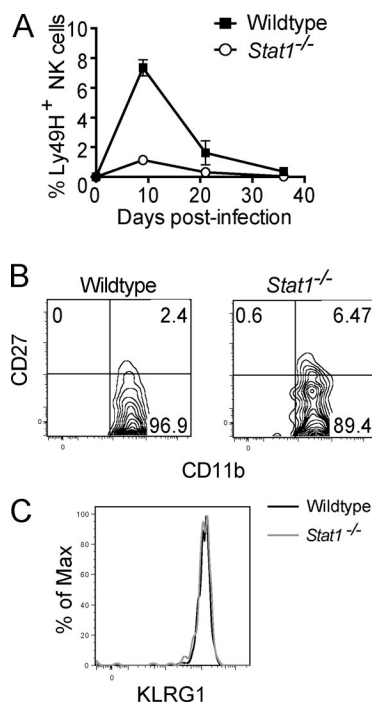 A
Wildtype
Stat1-/-
% Ly49H+ NK cells
10
8
6
4
2
0
0 10 20 30 40
Days post-infection
B
Wildtype
Stat1-/-
0 2.4
96.9
0.6 6.47
89.4
CD27
0
0
0
0
CD11b
C
Wildtype
Stat1-/-
% of Max
100
80
60
40
20
0
0
KLRG1